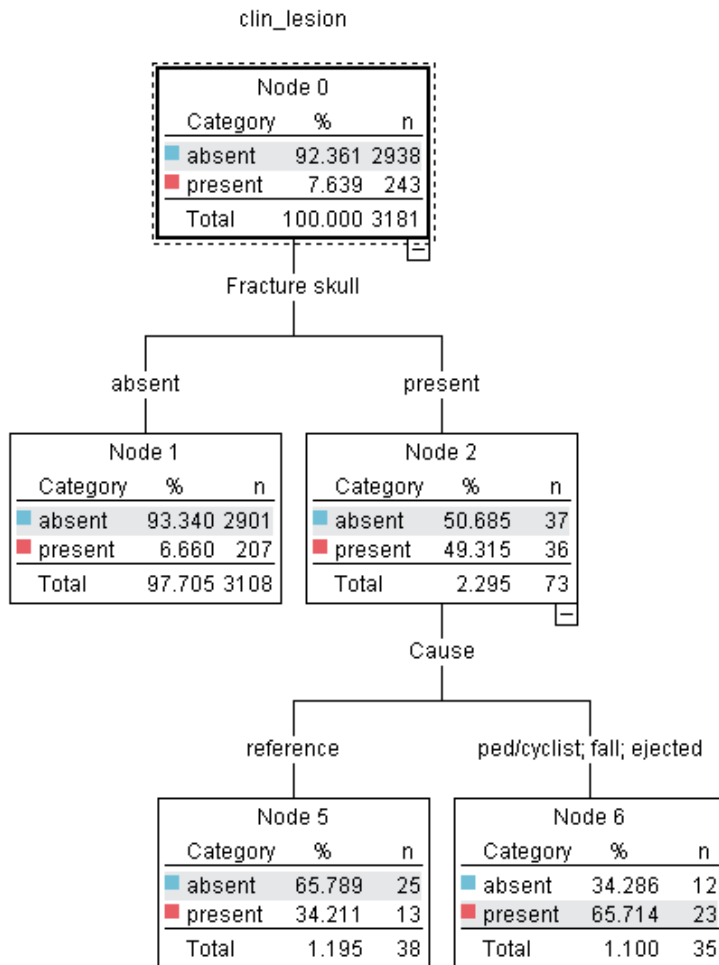 clin_lesion
Node 0
Category % n
absent 92.361 2938
present 7.639 243
Total 100.000 3181
Fracture skull
absent
present
Node 1
Category % n
absent 93.340 2901
present 6.660 207
Total 97.705 3108
Node 2
Category % n
absent 50.685 37
present 49.315 36
Total 2.295 73
Cause
reference
ped/cyclist; fall; ejected
Node 5
Category % n
absent 65.789 25
present 34.211 13
Total 1.195 38
Node 6
Category % n
absent 34.286 12
present 65.714 23
Total 1.100 35